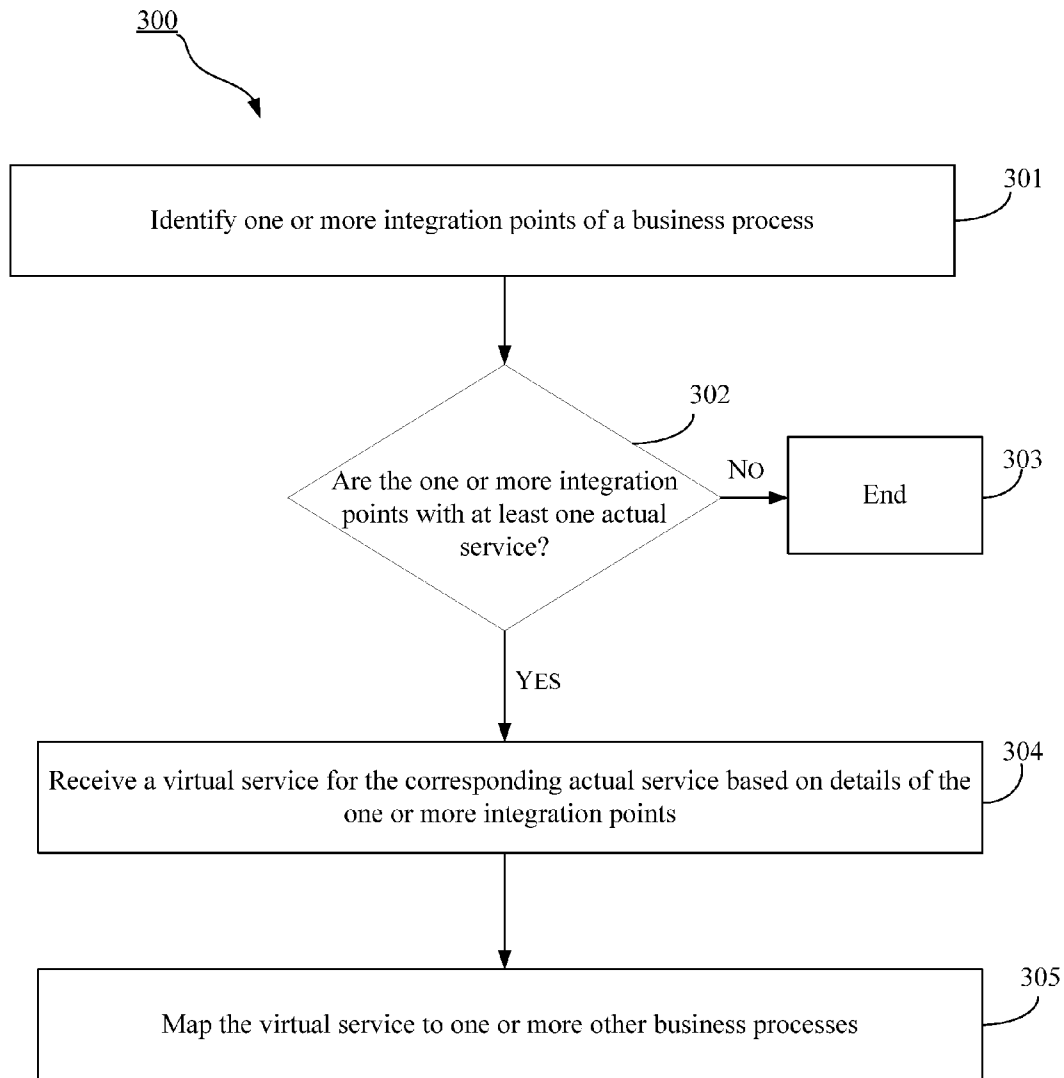 300
301
Identify one or more integration points of a business process
302
Are the one or more integration
points with at least one actual
service?
NO
303
End
YES
304
Receive a virtual service for the corresponding actual service based on details of the
one or more integration points
305
Map the virtual service to one or more other business processes